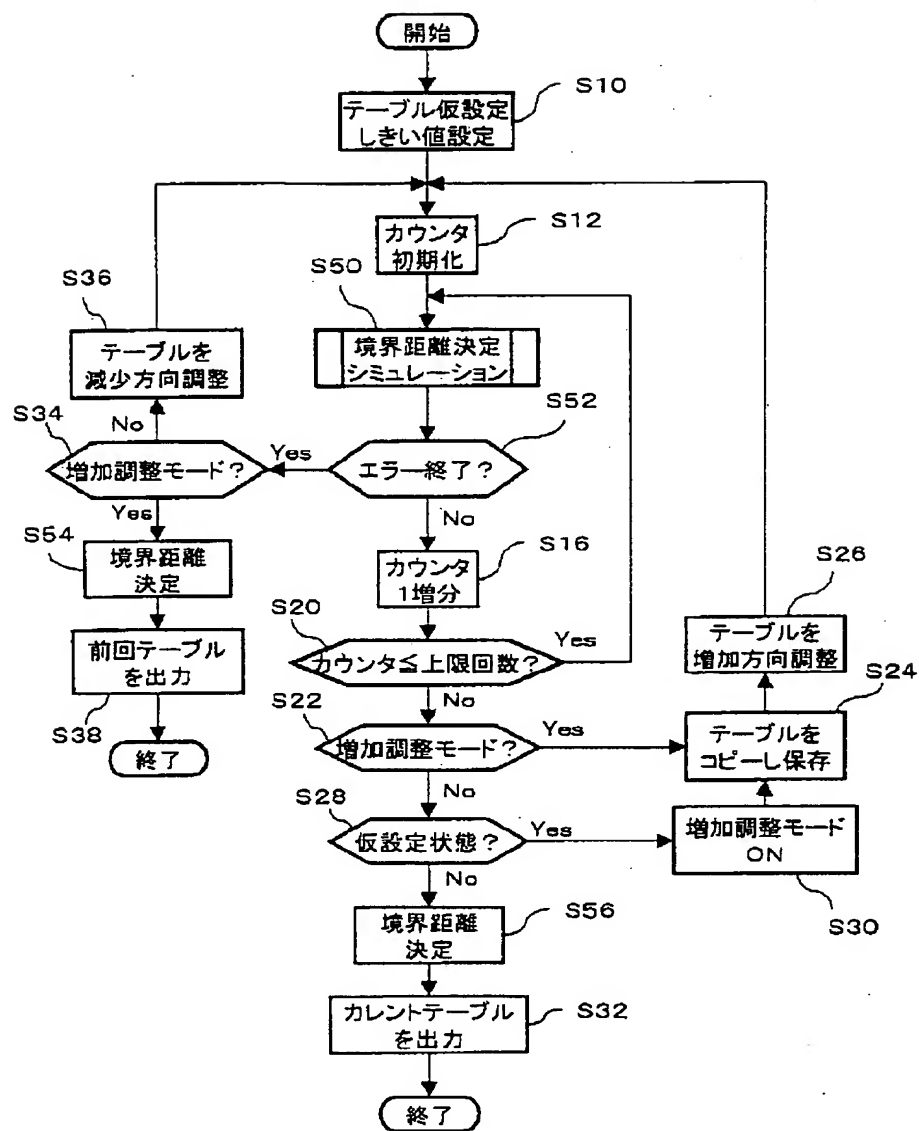 開始
S10
テーブル仮設定
しきい値設定
S12
カウンタ
初期化
S50
境界距離決定
シミュレーション
S36
テーブルを
減少方向調整
S34
No
増加調整モード?
Yes
S52
エラー終了?
Yes
No
S54
境界距離
決定
S16
カウンタ
1増分
S20
カウンタ≦上限回数?
Yes
No
S26
テーブルを
増加方向調整
前回テーブル
を出力
S38
終了
S22
増加調整モード?
Yes
No
S24
テーブルを
コピーし保存
S28
仮設定状態?
Yes
No
増加調整モード
ON
S30
S56
境界距離
決定
カレントテーブル
を出力
S32
終了